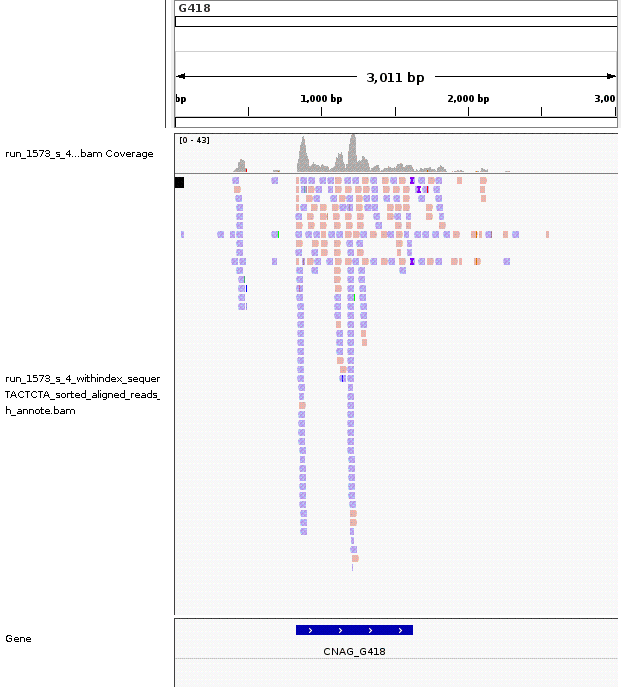 G418
3,011 bp
bp 1,000 bp 2,000 bp 3,00
[0 - 43]
run_1573_s_4...bam Coverage
run_1573_s_4_withindex_sequer
TACTCTA_sorted_aligned_reads_
h_annote.bam
Gene
CNAG_G418